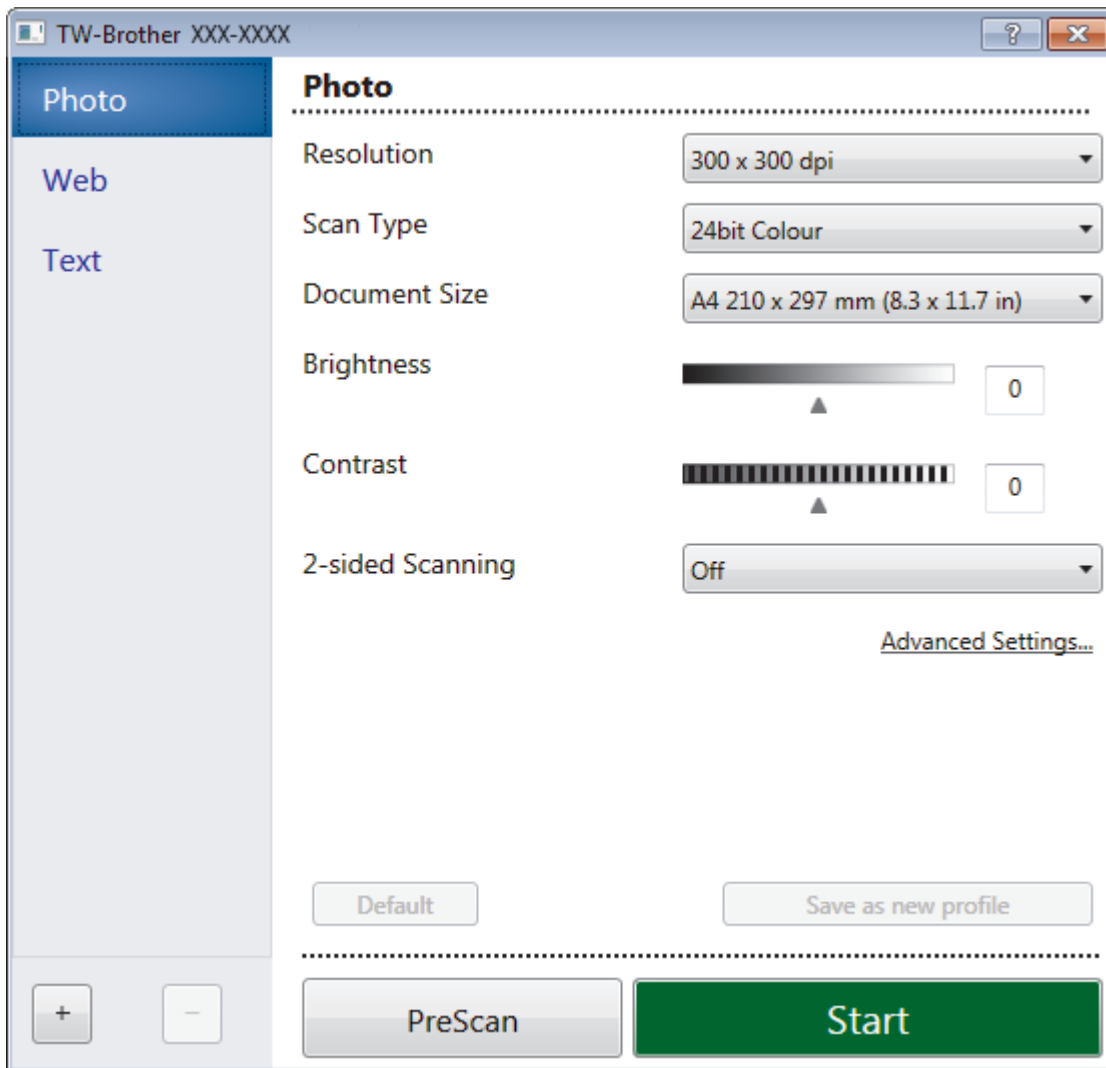 TW-Brother XXX-XXXX
?
Photo
Web
Text
Photo
Resolution
300 x 300 dpi
Scan Type
24bit Colour
Document Size
A4 210 x 297 mm (8.3 x 11.7 in)
Brightness
0
Contrast
0
2-sided Scanning
Off
Advanced Settings...
Default
Save as new profile
+
−
PreScan
Start